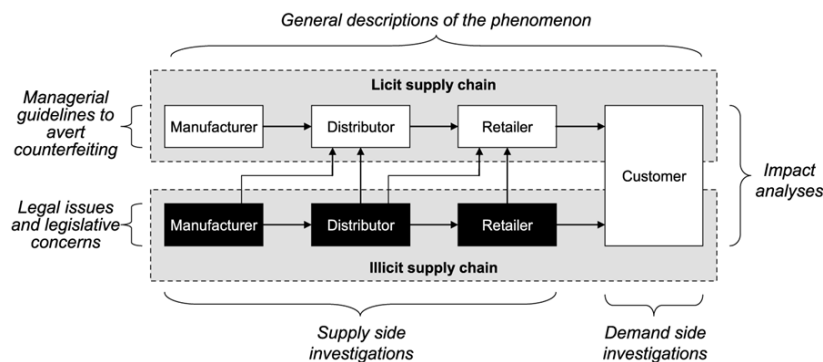 General descriptions of the phenomenon
Licit supply chain
Managerial
guidelines to
avert
counterfeiting
Manufacturer
Distributor
Retailer
Customer
Impact
analyses
Legal issues
and legislative
concerns
Manufacturer
Distributor
Retailer
Illicit supply chain
Supply side
investigations
Demand side
investigations